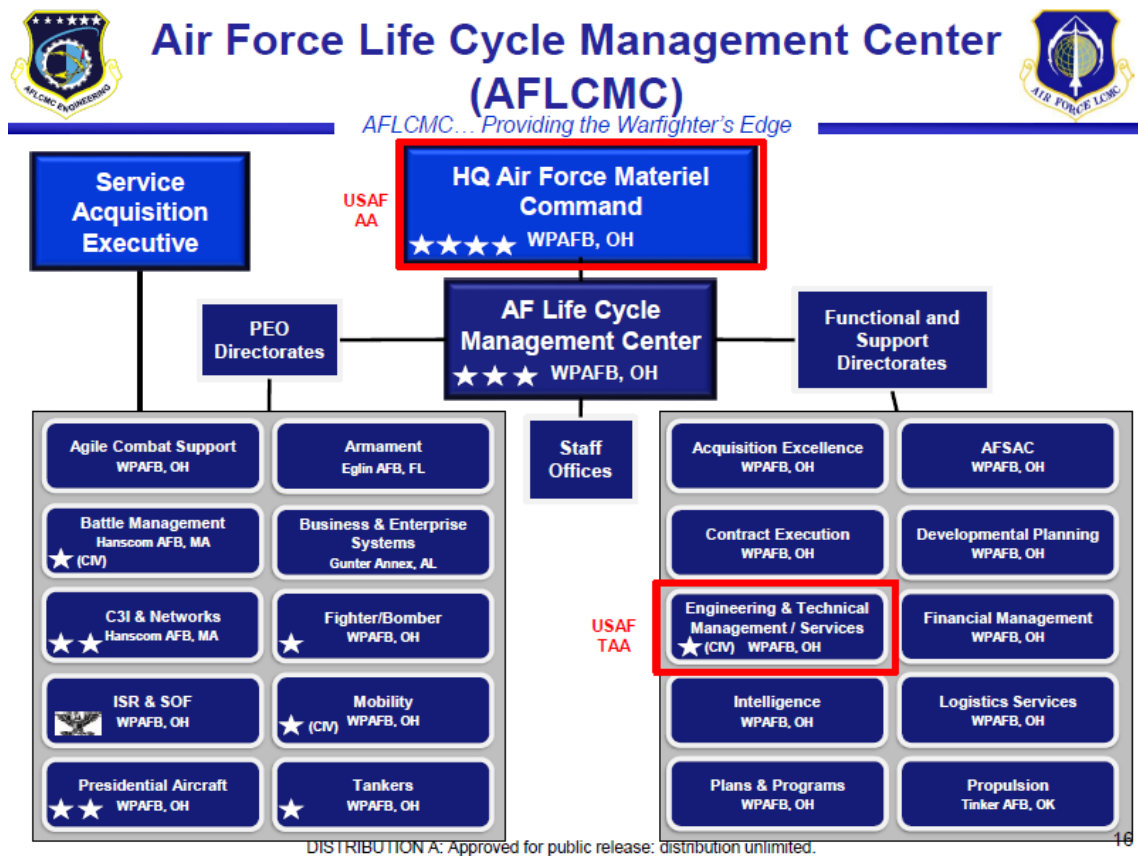 AFLCMC ENGINEERING
Air Force Life Cycle Management Center
(AFLCMC)
AIR FORCE LCMC
AFLCMC… Providing the Warfighter's Edge
Service
Acquisition
Executive
USAF
AA
HQ Air Force Materiel
Command
WPAFB, OH
PEO
Directorates
AF Life Cycle
Management Center
WPAFB, OH
Functional and
Support
Directorates
Staff
Offices
Agile Combat Support
WPAFB, OH
Armament
Eglin AFB, FL
Battle Management
Hanscom AFB, MA
(CIV)
Business & Enterprise
Systems
Gunter Annex, AL
C3I & Networks
Hanscom AFB, MA
Fighter/Bomber
WPAFB, OH
ISR & SOF
WPAFB, OH
Mobility
(CIV) WPAFB, OH
Presidential Aircraft
WPAFB, OH
Tankers
WPAFB, OH
Acquisition Excellence
WPAFB, OH
AFSAC
WPAFB, OH
Contract Execution
WPAFB, OH
Developmental Planning
WPAFB, OH
USAF
TAA
Engineering & Technical
Management / Services
(CIV) WPAFB, OH
Financial Management
WPAFB, OH
Intelligence
WPAFB, OH
Logistics Services
WPAFB, OH
Plans & Programs
WPAFB, OH
Propulsion
Tinker AFB, OK
DISTRIBUTION A: Approved for public release: distribution unlimited.
16